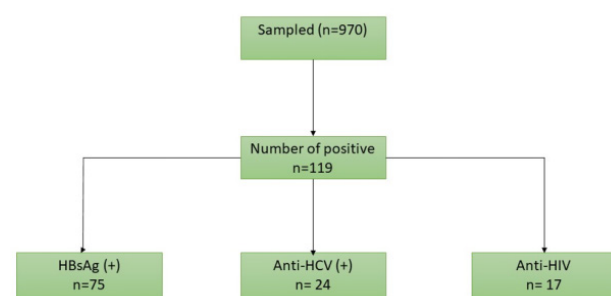 Sampled (n=970)
Number of positive
n=119
HBsAg (+)
n=75
Anti-HCV (+)
n= 24
Anti-HIV
n= 17